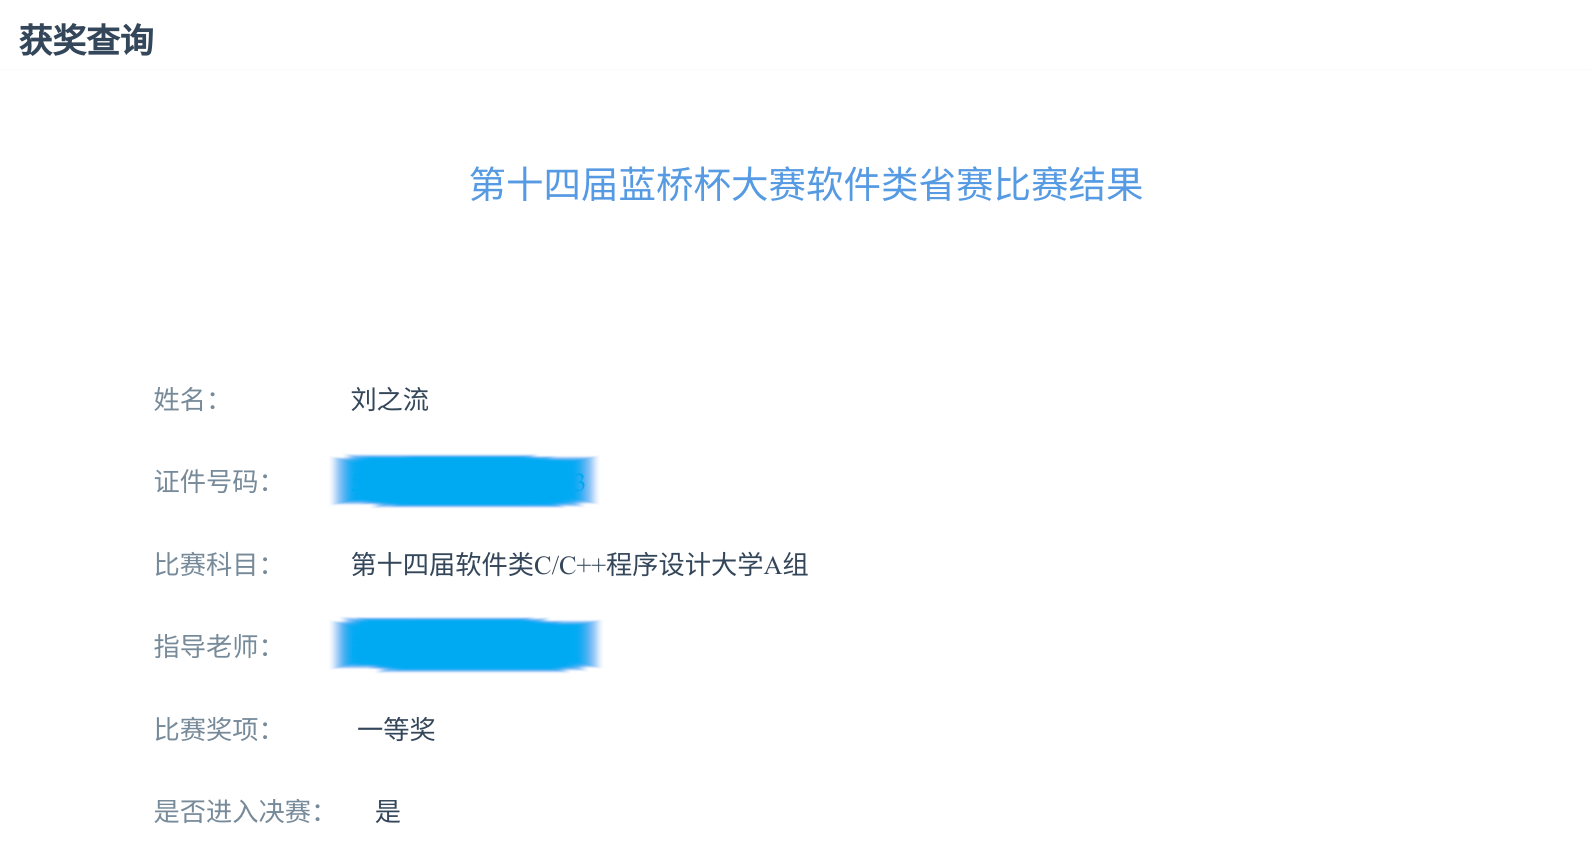 获奖查询
第十四届蓝桥杯大赛软件类省赛比赛结果
姓名： 刘之流
证件号码： 3
比赛科目： 第十四届软件类C/C++程序设计大学A组
指导老师：
比赛奖项： 一等奖
是否进入决赛： 是